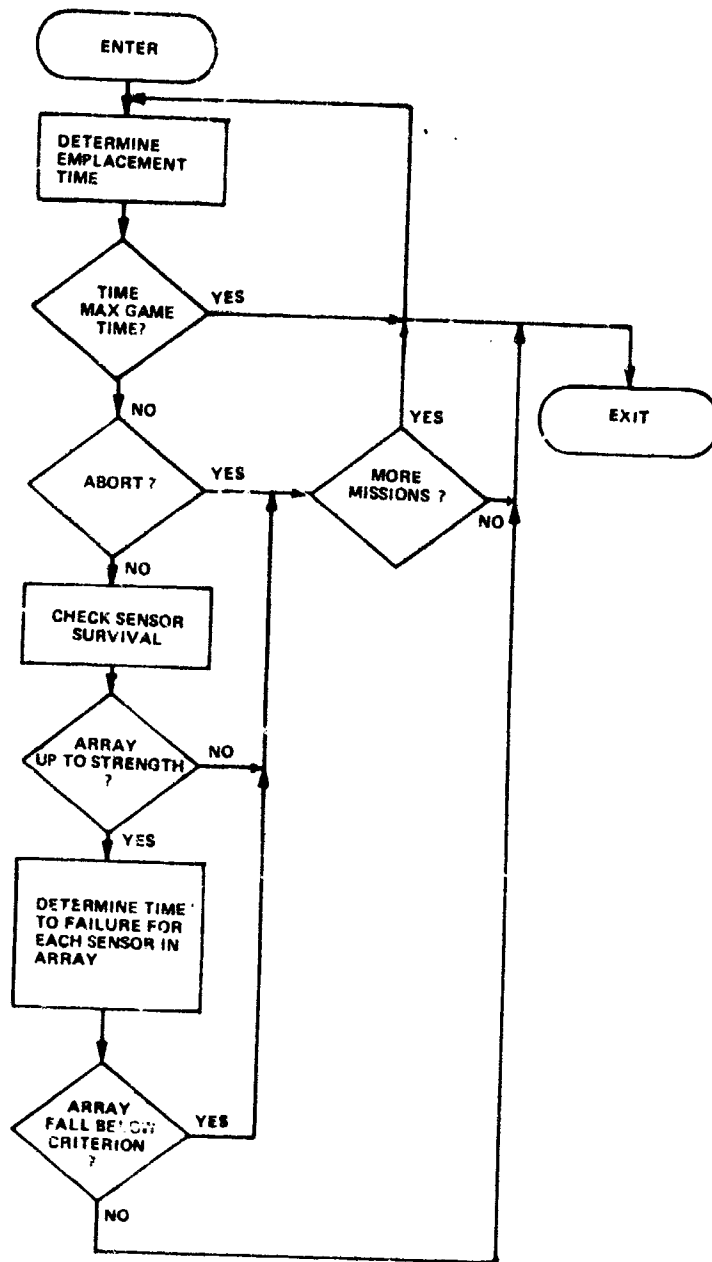 ENTER
DETERMINE
EMPLACEMENT
TIME
TIME
MAX GAME
TIME?
YES
NO
EXIT
ABORT ?
YES
NO
MORE
MISSIONS ?
YES
NO
CHECK SENSOR
SURVIVAL
ARRAY
UP TO STRENGTH
?
NO
YES
DETERMINE TIME
TO FAILURE FOR
EACH SENSOR IN
ARRAY
ARRAY
FALL BELOW
CRITERION
?
YES
NO